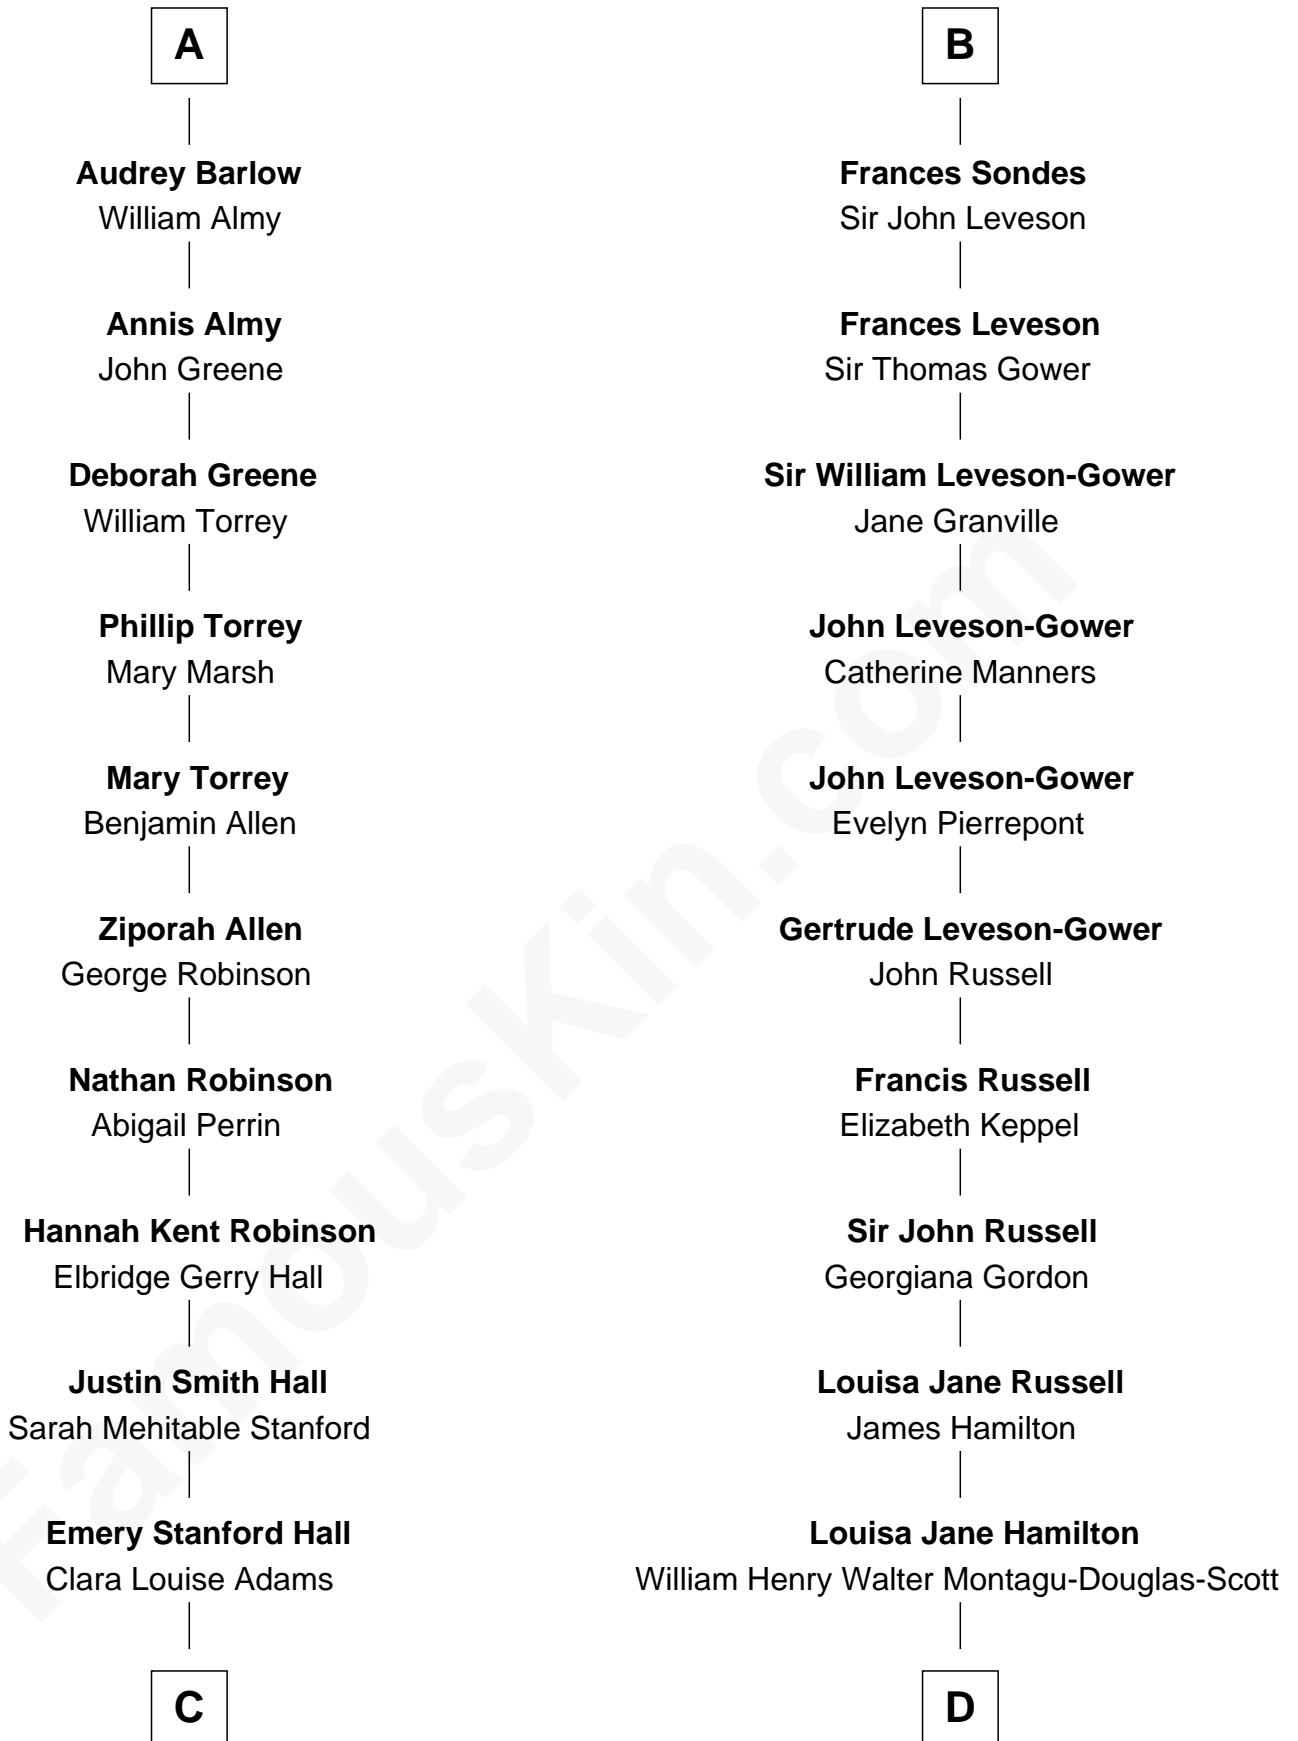 A
Audrey Barlow
William Almy
Annis Almy
John Greene
Deborah Greene
William Torrey
Phillip Torrey
Mary Marsh
Mary Torrey
Benjamin Allen
Ziporah Allen
George Robinson
Nathan Robinson
Abigail Perrin
Hannah Kent Robinson
Elbridge Gerry Hall
Justin Smith Hall
Sarah Mehitable Stanford
Emery Stanford Hall
Clara Louise Adams
C
B
Frances Sondes
Sir John Leveson
Frances Leveson
Sir Thomas Gower
Sir William Leveson-Gower
Jane Granville
John Leveson-Gower
Catherine Manners
John Leveson-Gower
Evelyn Pierrepont
Gertrude Leveson-Gower
John Russell
Francis Russell
Elizabeth Keppel
Sir John Russell
Georgiana Gordon
Louisa Jane Russell
James Hamilton
Louisa Jane Hamilton
William Henry Walter Montagu-Douglas-Scott
D
FamousKin.com